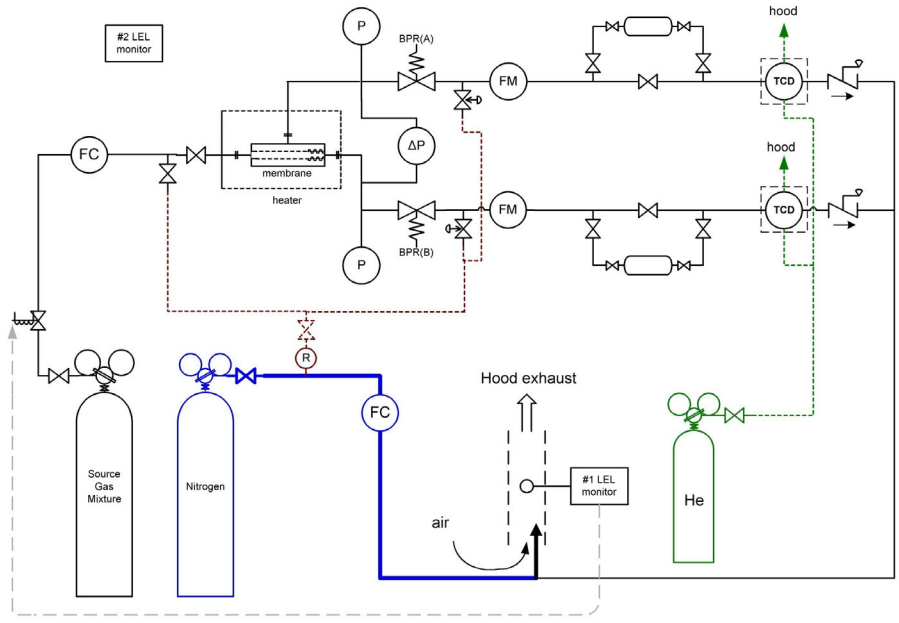 hood
P
#2 LEL
monitor
BPR(A)
FM
TCD
FC
ΔP
membrane
heater
hood
FM
TCD
P
BPR(B)
R
Hood exhaust
FC
Source
Gas
Mixture
Nitrogen
#1 LEL
monitor
He
air